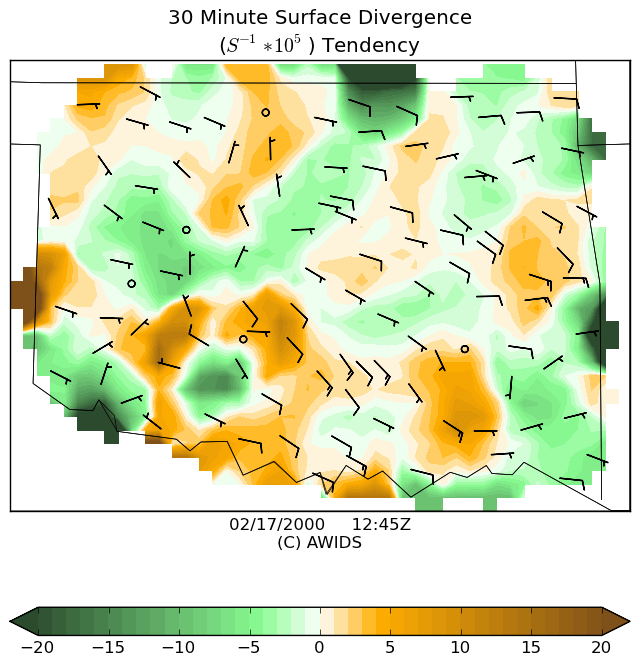 30 Minute Surface Divergence
(S⁻¹ * 10⁵ ) Tendency
02/17/2000 12:45Z
(C) AWIDS
−20 −15 −10 −5 0 5 10 15 20